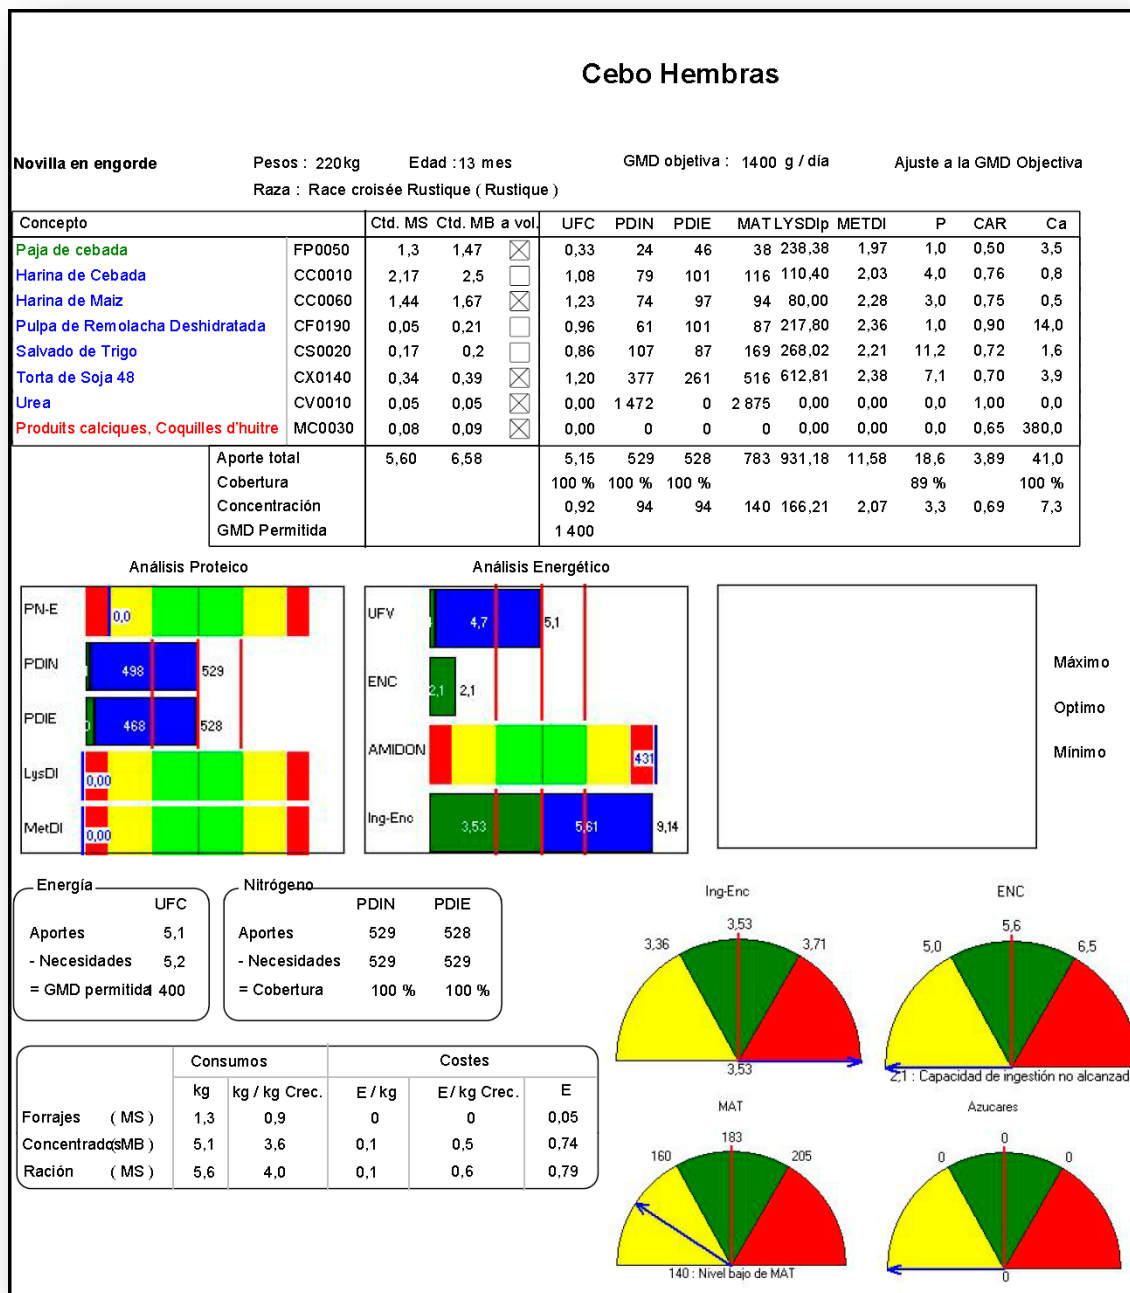 Cebo Hembras
Novilla en engorde Pesos : 220kg Edad :13 mes GMD objetiva : 1400 g / día Ajuste a la GMD Objectiva
Raza : Race croisée Rustique ( Rustique )
Concepto Ctd. MS Ctd. MB a vol. UFC PDIN PDIE MAT LYSDIp METDI P CAR Ca
Paja de cebada FP0050 1,3 1,47 0,33 24 46 38 238,38 1,97 1,0 0,50 3,5
Harina de Cebada CC0010 2,17 2,5 1,08 79 101 116 110,40 2,03 4,0 0,76 0,8
Harina de Maiz CC0060 1,44 1,67 1,23 74 97 94 80,00 2,28 3,0 0,75 0,5
Pulpa de Remolacha Deshidratada CF0190 0,05 0,21 0,96 61 101 87 217,80 2,36 1,0 0,90 14,0
Salvado de Trigo CS0020 0,17 0,2 0,86 107 87 169 268,02 2,21 11,2 0,72 1,6
Torta de Soja 48 CX0140 0,34 0,39 1,20 377 261 516 612,81 2,38 7,1 0,70 3,9
Urea CV0010 0,05 0,05 0,00 1 472 0 2 875 0,00 0,00 0,0 1,00 0,0
Produits calciques, Coquilles d'huitre MC0030 0,08 0,09 0,00 0 0 0 0,00 0,00 0,0 0,65 380,0
Aporte total 5,60 6,58 5,15 529 528 783 931,18 11,58 18,6 3,89 41,0
Cobertura 100 % 100 % 100 % 89 % 100 %
Concentración 0,92 94 94 140 166,21 2,07 3,3 0,69 7,3
GMD Permitida 1 400
Análisis Proteico
PN-E 0,0
PDIN 498 529
PDIE 468 528
LysDI 0,00
MetDI 0,00
Análisis Energético
UFV 4,7 5,1
ENC 2,1 2,1
AMIDON 431
Ing-Enc 3,53 5,61 9,14
Máximo
Optimo
Mínimo
Energía
UFC
Aportes 5,1
- Necesidades 5,2
= GMD permitida 1 400
Nitrógeno
PDIN PDIE
Aportes 529 528
- Necesidades 529 529
= Cobertura 100 % 100 %
Ing-Enc
3,53
3,36 3,71
3,53
ENC
5,6
5,0 6,5
2,1 : Capacidad de ingestión no alcanzad
Consumos Costes
kg kg / kg Crec. E / kg E / kg Crec. E
Forrajes ( MS ) 1,3 0,9 0 0 0,05
Concentrados (MB ) 5,1 3,6 0,1 0,5 0,74
Ración ( MS ) 5,6 4,0 0,1 0,6 0,79
MAT
183
160 205
140 : Nivel bajo de MAT
Azucares
0
0 0
0